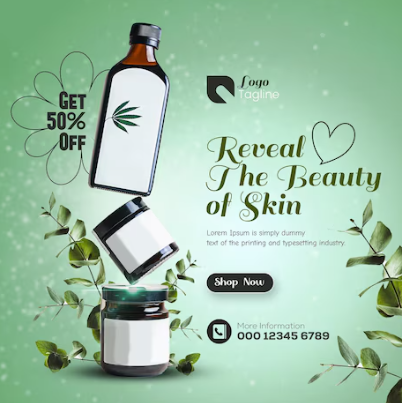 GET
50%
OFF
Logo
Tagline
Reveal
The Beauty
of Skin
Lorem Ipsum is simply dummy
text of the printing and typesetting industry.
Shop Now
More Information
000 12345 6789